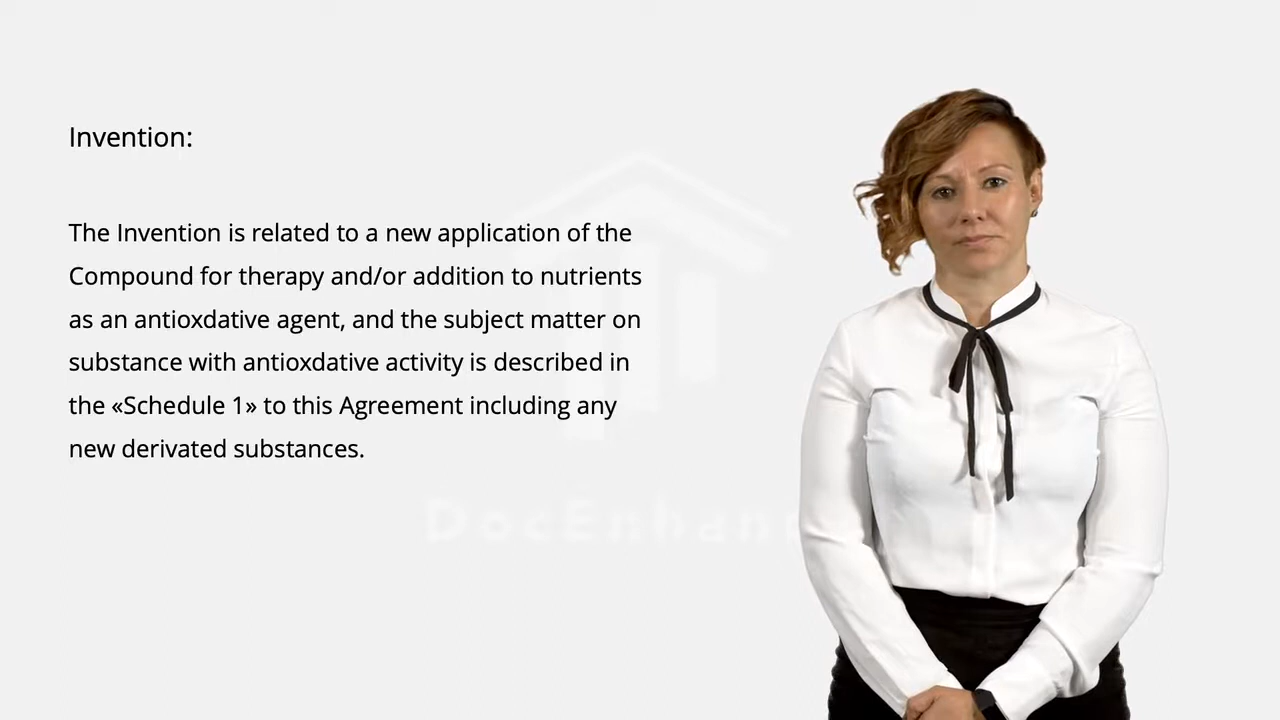 Invention:
The Invention is related to a new application of the
Compound for therapy and/or addition to nutrients
as an antioxdative agent, and the subject matter on
substance with antioxdative activity is described in
the «Schedule 1» to this Agreement including any
new derivated substances.
DocEnhan